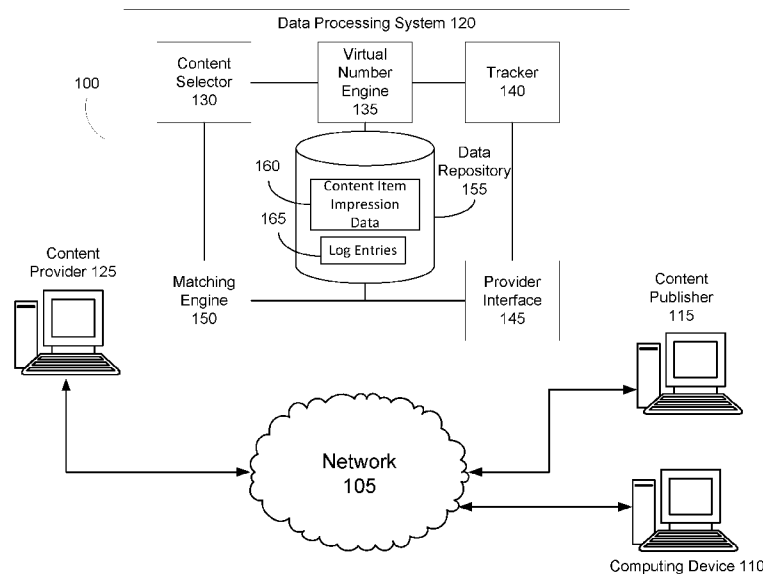 Data Processing System 120
100
Content
Selector
130
Virtual
Number
Engine
135
Tracker
140
160
Content Item
Impression
Data
165
Log Entries
Data
Repository
155
Content
Provider 125
Matching
Engine
150
Provider
Interface
145
Content
Publisher
115
Network
105
Computing Device 110